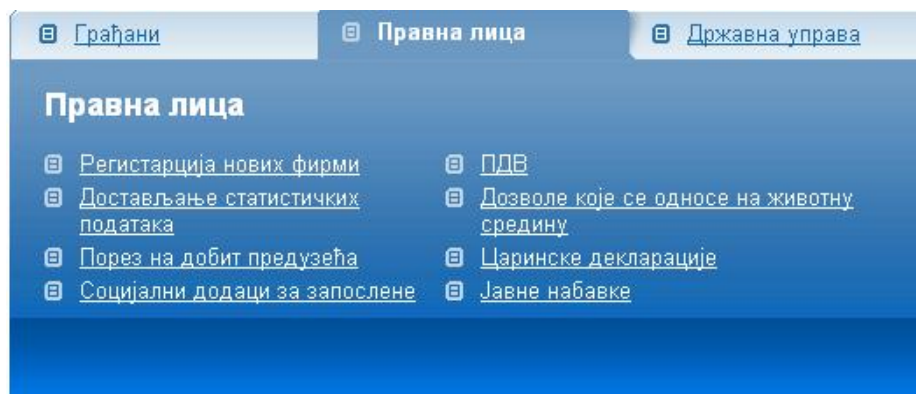 Грађани
Правна лица
Државна управа
Правна лица
Регистарција нових фирми
Достављање статистичких
података
Порез на добит предузећа
Социјални додаци за запослене
ПДВ
Дозволе које се односе на животну
средину
Царинске декларације
Јавне набавке